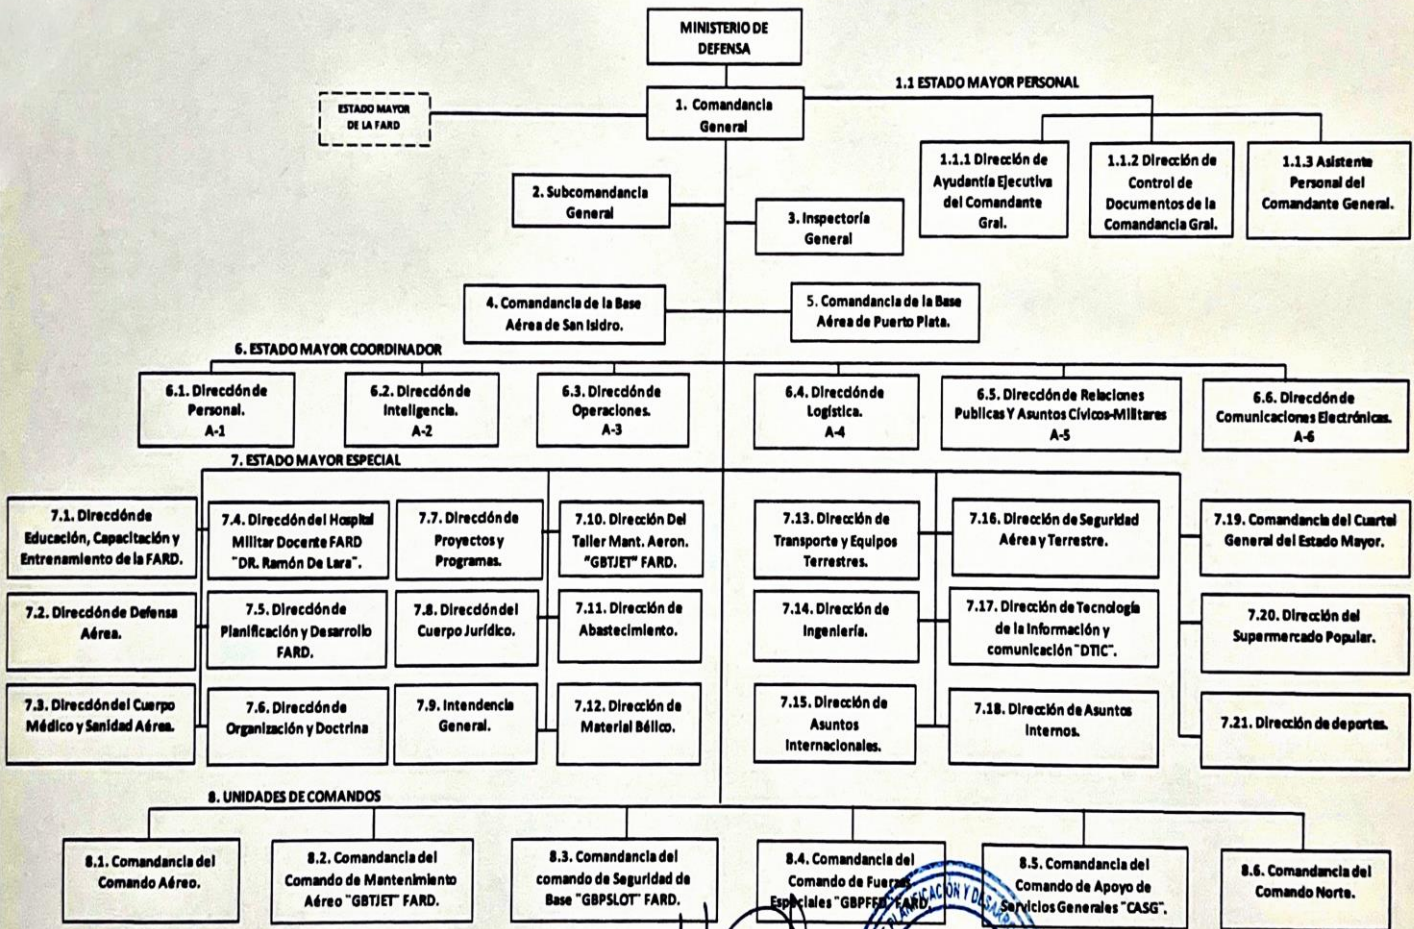 MINISTERIO DE
DEFENSA
1.1 ESTADO MAYOR PERSONAL
ESTADO MAYOR
DE LA FARD
1. Comandancia
General
1.1.1 Dirección de
Ayudantía Ejecutiva
del Comandante
Gral.
1.1.2 Dirección de
Control de
Documentos de la
Comandancia Gral.
1.1.3 Asistente
Personal del
Comandante General.
2. Subcomandancia
General
3. Inspectoría
General
4. Comandancia de la Base
Aérea de San Isidro.
5. Comandancia de la Base
Aérea de Puerto Plata.
6. ESTADO MAYOR COORDINADOR
6.1. Dirección de
Personal.
A-1
6.2. Dirección de
Inteligencia.
A-2
6.3. Dirección de
Operaciones.
A-3
6.4. Dirección de
Logística.
A-4
6.5. Dirección de Relaciones
Publicas Y Asuntos Cívicos-Militares
A-5
6.6. Dirección de
Comunicaciones Electrónicas.
A-6
7. ESTADO MAYOR ESPECIAL
7.1. Dirección de
Educación, Capacitación y
Entrenamiento de la FARD.
7.4. Dirección del Hospital
Militar Docente FARD
"DR. Ramón De Lara".
7.7. Dirección de
Proyectos y
Programas.
7.10. Dirección Del
Taller Mant. Aeron.
"GBTJET" FARD.
7.13. Dirección de
Transporte y Equipos
Terrestres.
7.16. Dirección de Seguridad
Aérea y Terrestre.
7.19. Comandancia del Cuartel
General del Estado Mayor.
7.2. Dirección de Defensa
Aérea.
7.5. Dirección de
Planificación y Desarrollo
FARD.
7.8. Dirección del
Cuerpo Jurídico.
7.11. Dirección de
Abastecimiento.
7.14. Dirección de
Ingeniería.
7.17. Dirección de Tecnología
de la Información y
comunicación "DTIC".
7.20. Dirección del
Supermercado Popular.
7.3. Dirección del Cuerpo
Médico y Sanidad Aérea.
7.6. Dirección de
Organización y Doctrina
7.9. Intendencia
General.
7.12. Dirección de
Material Bélico.
7.15. Dirección de
Asuntos
Internacionales.
7.18. Dirección de Asuntos
Internos.
7.21. Dirección de deportes.
8. UNIDADES DE COMANDOS
8.1. Comandancia del
Comando Aéreo.
8.2. Comandancia del
Comando de Mantenimiento
Aéreo "GBTJET" FARD.
8.3. Comandancia del
comando de Seguridad de
Base "GBPSLOT" FARD.
8.4. Comandancia del
Comando de Fuerzas
Especiales "GBPFFD" FARD.
8.5. Comandancia del
Comando de Apoyo de
Servicios Generales "CASG".
8.6. Comandancia del
Comando Norte.